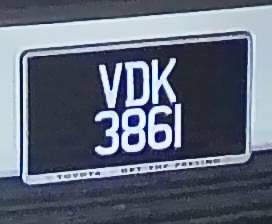 VDK
3861
TOYOTA - GET THE FEELING